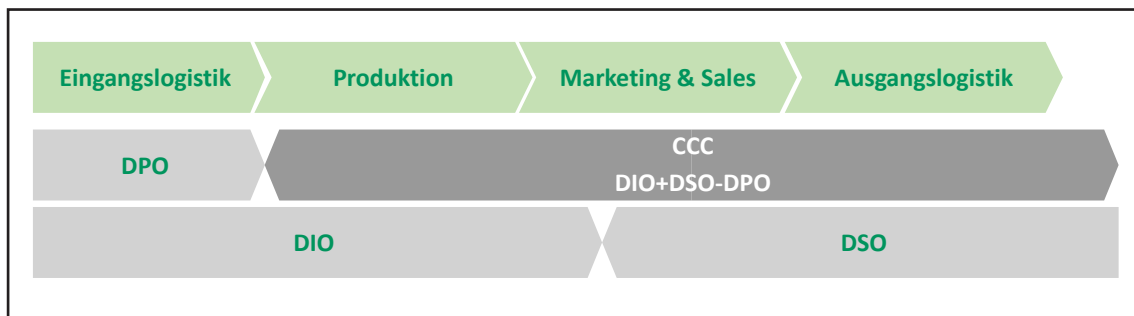 Eingangslogistik
Produktion
Marketing & Sales
Ausgangslogistik
DPO
CCC
DIO+DSO-DPO
DIO
DSO